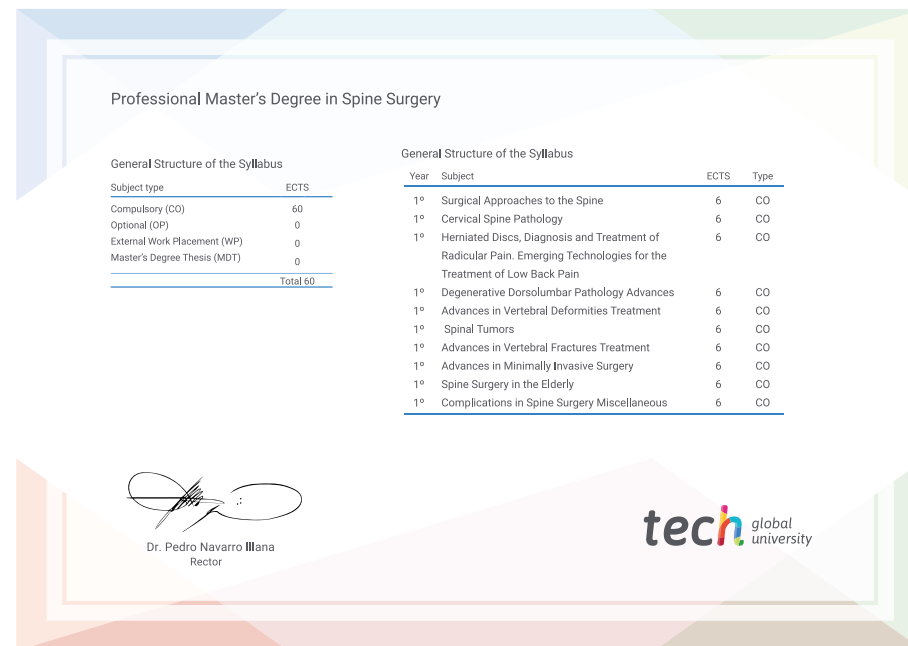 Professional Master's Degree in Spine Surgery
General Structure of the Syllabus
Subject type ECTS
Compulsory (CO) 60
Optional (OP) 0
External Work Placement (WP) 0
Master's Degree Thesis (MDT) 0
Total 60
General Structure of the Syllabus
Year Subject ECTS Type
1º Surgical Approaches to the Spine 6 CO
1º Cervical Spine Pathology 6 CO
1º Herniated Discs, Diagnosis and Treatment of 6 CO
Radicular Pain. Emerging Technologies for the
Treatment of Low Back Pain
1º Degenerative Dorsolumbar Pathology Advances 6 CO
1º Advances in Vertebral Deformities Treatment 6 CO
1º Spinal Tumors 6 CO
1º Advances in Vertebral Fractures Treatment 6 CO
1º Advances in Minimally Invasive Surgery 6 CO
1º Spine Surgery in the Elderly 6 CO
1º Complications in Spine Surgery Miscellaneous 6 CO
Dr. Pedro Navarro Illana
Rector
tech global
university